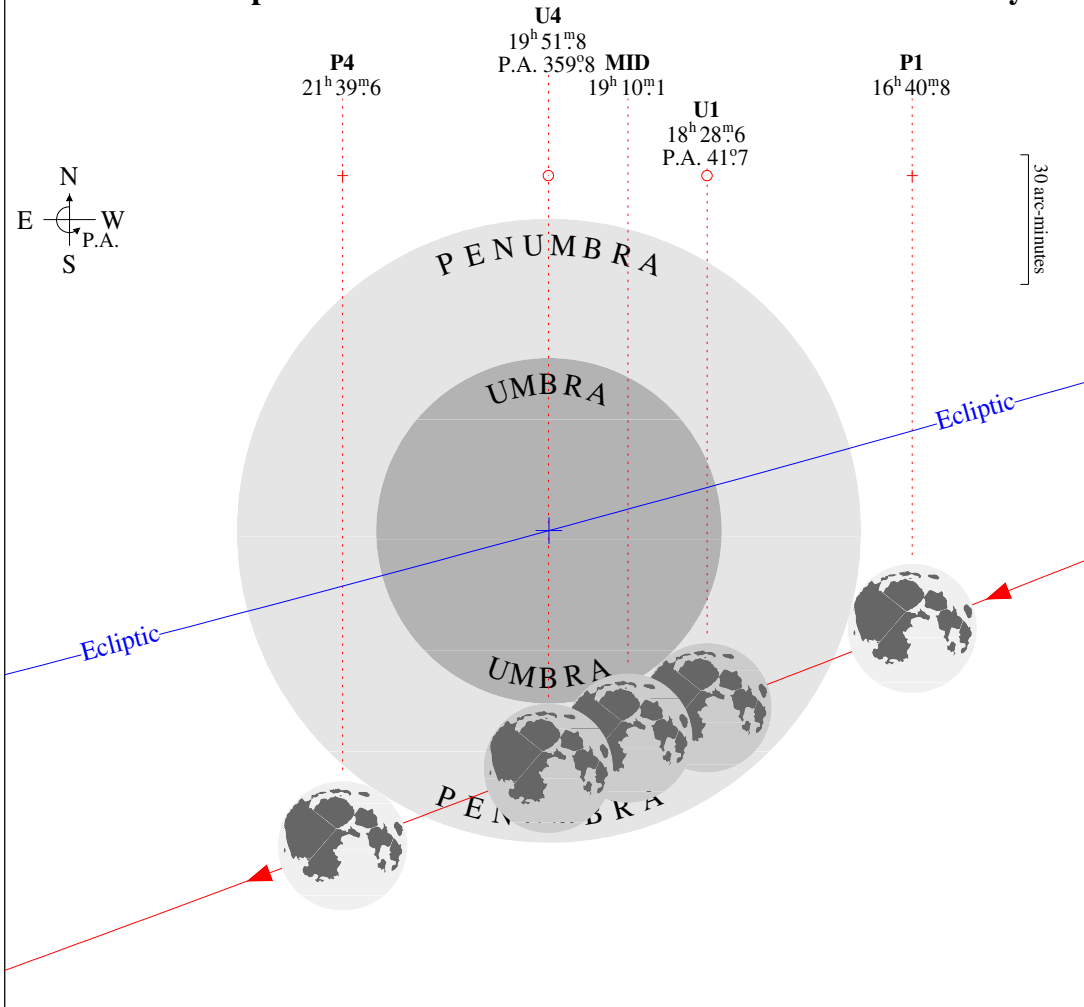 U4
19h 51m.8
P.A. 359°.8
P4
21h 39m.6
MID
19h 10m.1
P1
16h 40m.8
U1
18h 28m.6
P.A. 41°.7
N
E W
P.A.
S
30 arc-minutes
PENUMBRA
UMBRA
Ecliptic
Ecliptic
UMBRA